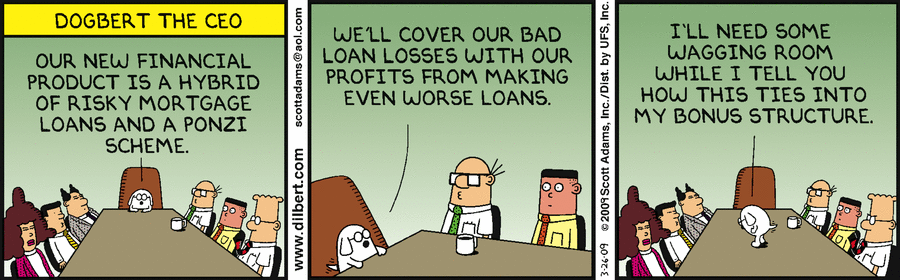 DOGBERT THE CEO
OUR NEW FINANCIAL
PRODUCT IS A HYBRID
OF RISKY MORTGAGE
LOANS AND A PONZI
SCHEME.
www.dilbert.com
scottadams@aol.com
WE'LL COVER OUR BAD
LOAN LOSSES WITH OUR
PROFITS FROM MAKING
EVEN WORSE LOANS.
3-26-09 © 2009 Scott Adams, Inc./Dist. by UFS, Inc.
I'LL NEED SOME
WAGGING ROOM
WHILE I TELL YOU
HOW THIS TIES INTO
MY BONUS STRUCTURE.